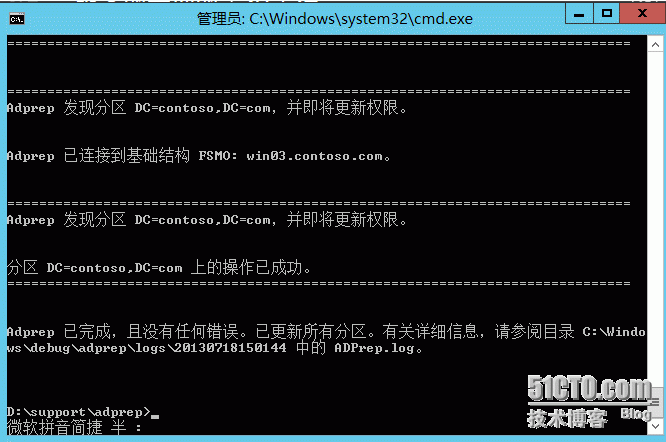 管理员: C:\Windows\system32\cmd.exe
==============================================================================
==============================================================================
Adprep 发现分区 DC=contoso,DC=com，并即将更新权限。
Adprep 已连接到基础结构 FSMO: win03.contoso.com。
==============================================================================
Adprep 发现分区 DC=contoso,DC=com，并即将更新权限。
分区 DC=contoso,DC=com 上的操作已成功。
==============================================================================
Adprep 已完成，且没有任何错误。已更新所有分区。有关详细信息，请参阅目录 C:\Windo
ws\debug\adprep\logs\20130718150144 中的 ADPrep.log。
D:\support\adprep>_
微软拼音简捷 半 :
51CTO.com
技术博客 Blog